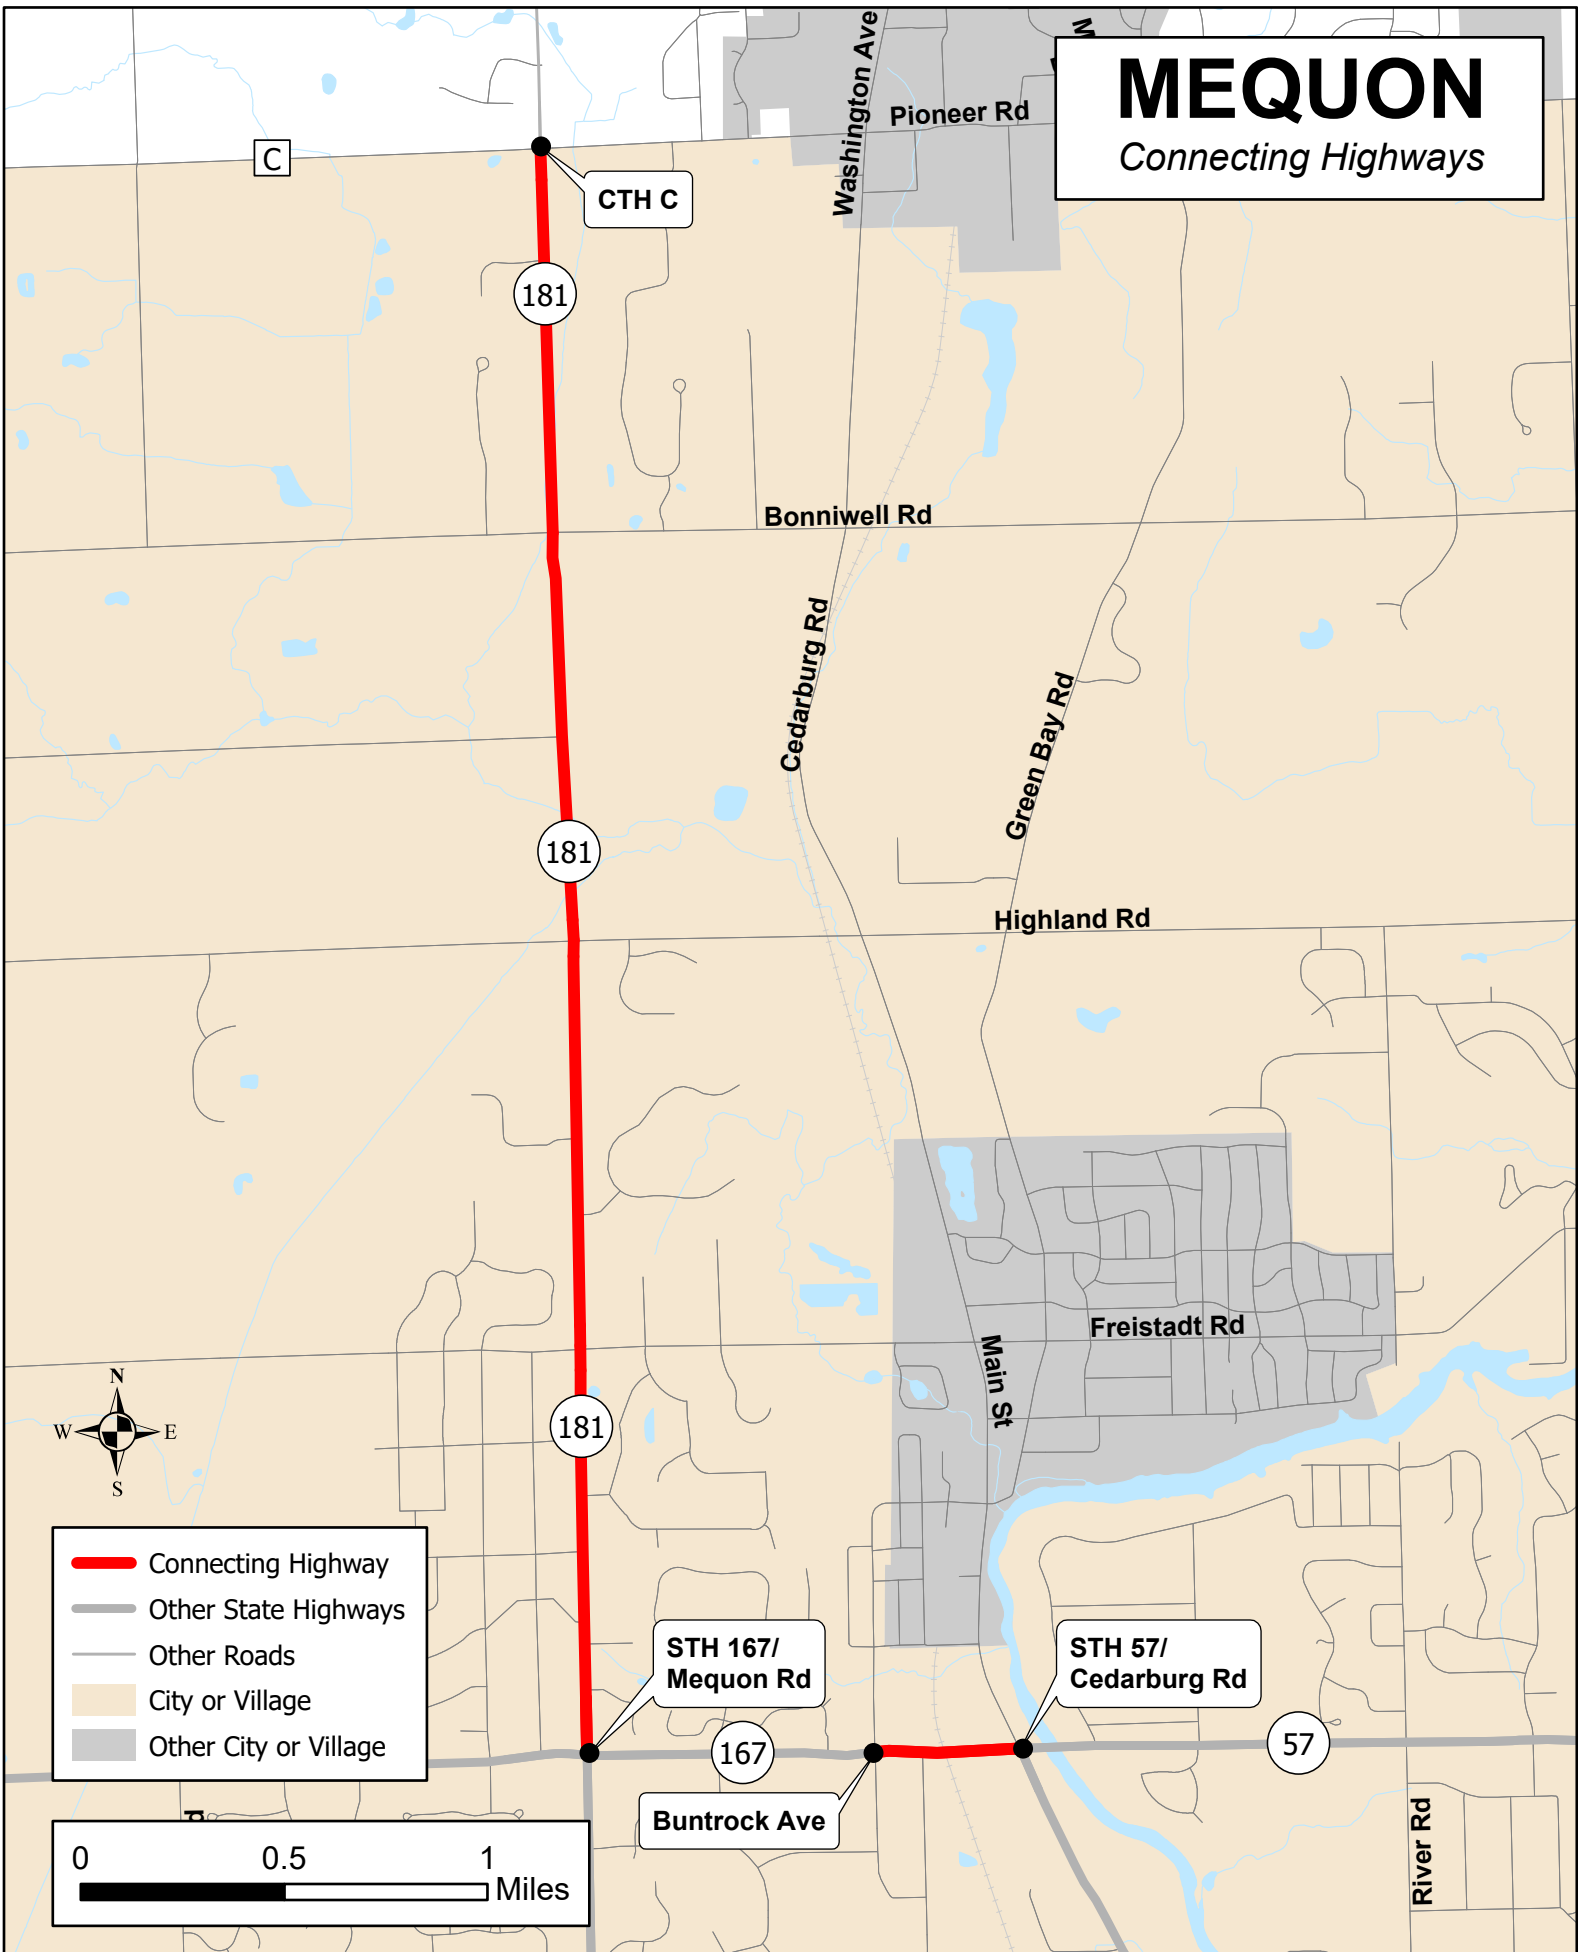 MEQUON
Connecting Highways
Washington Ave
Pioneer Rd
C
CTH C
181
Bonniwell Rd
Cedarburg Rd
Green Bay Rd
181
Highland Rd
Freistadt Rd
Main St
N
W
E
S
181
Connecting Highway
Other State Highways
Other Roads
City or Village
Other City or Village
STH 167/
Mequon Rd
STH 57/
Cedarburg Rd
167
57
Buntrock Ave
River Rd
0
0.5
1
Miles